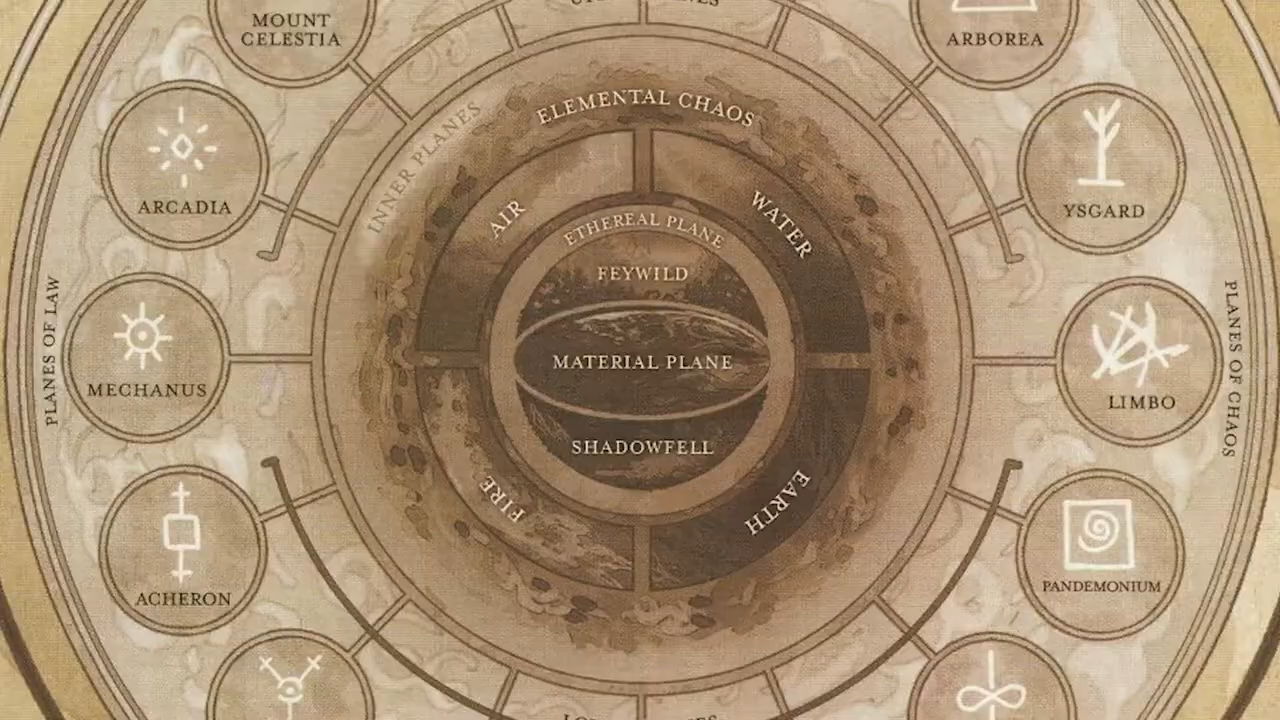 MOUNT
CELESTIA
ARBOREA
ELEMENTAL CHAOS
INNER PLANES
ARCADIA
YSGARD
AIR
WATER
ETHEREAL PLANE
FEYWILD
PLANES OF LAW
MATERIAL PLANE
PLANES OF CHAOS
MECHANUS
LIMBO
SHADOWFELL
FIRE
EARTH
ACHERON
PANDEMONIUM